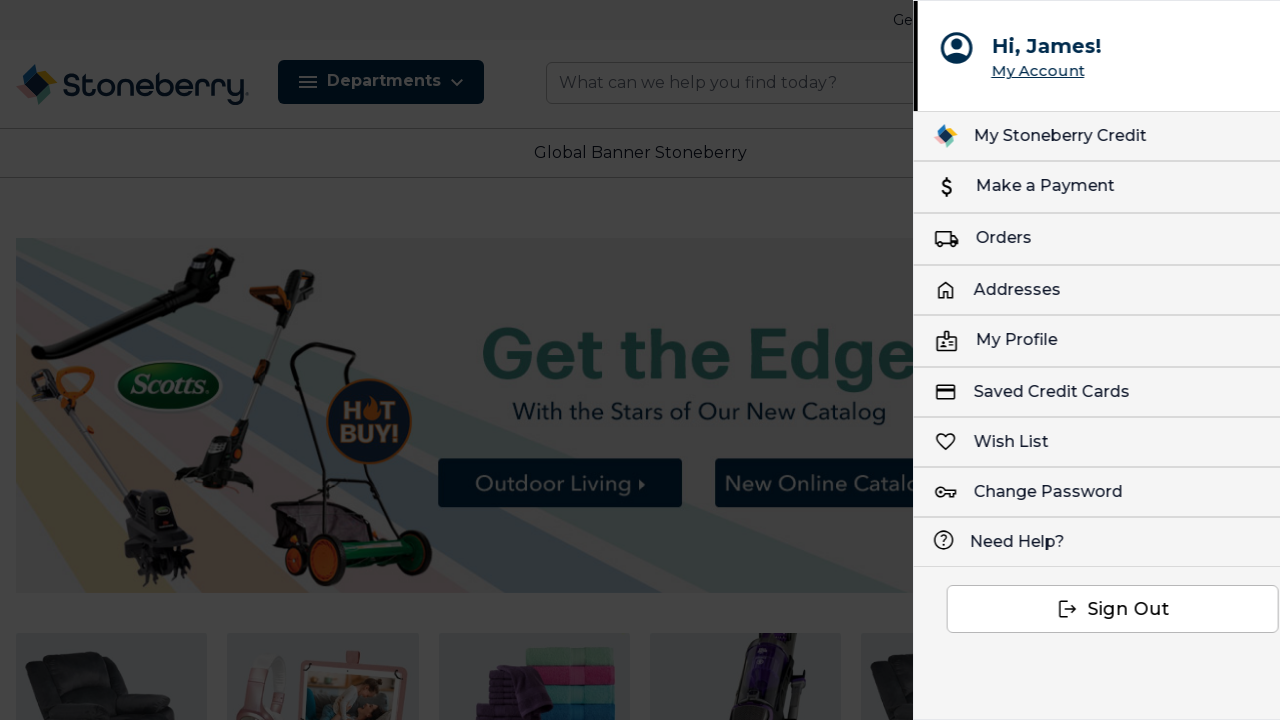 Ge
Stoneberry
Departments
What can we help you find today?
Global Banner Stoneberry
Scotts
HOT
BUY!
Get the Edge
With the Stars of Our New Catalog
Outdoor Living
New Online Catalo
Scotts
Hi, James!
My Account
My Stoneberry Credit
Make a Payment
Orders
Addresses
My Profile
Saved Credit Cards
Wish List
Change Password
Need Help?
Sign Out